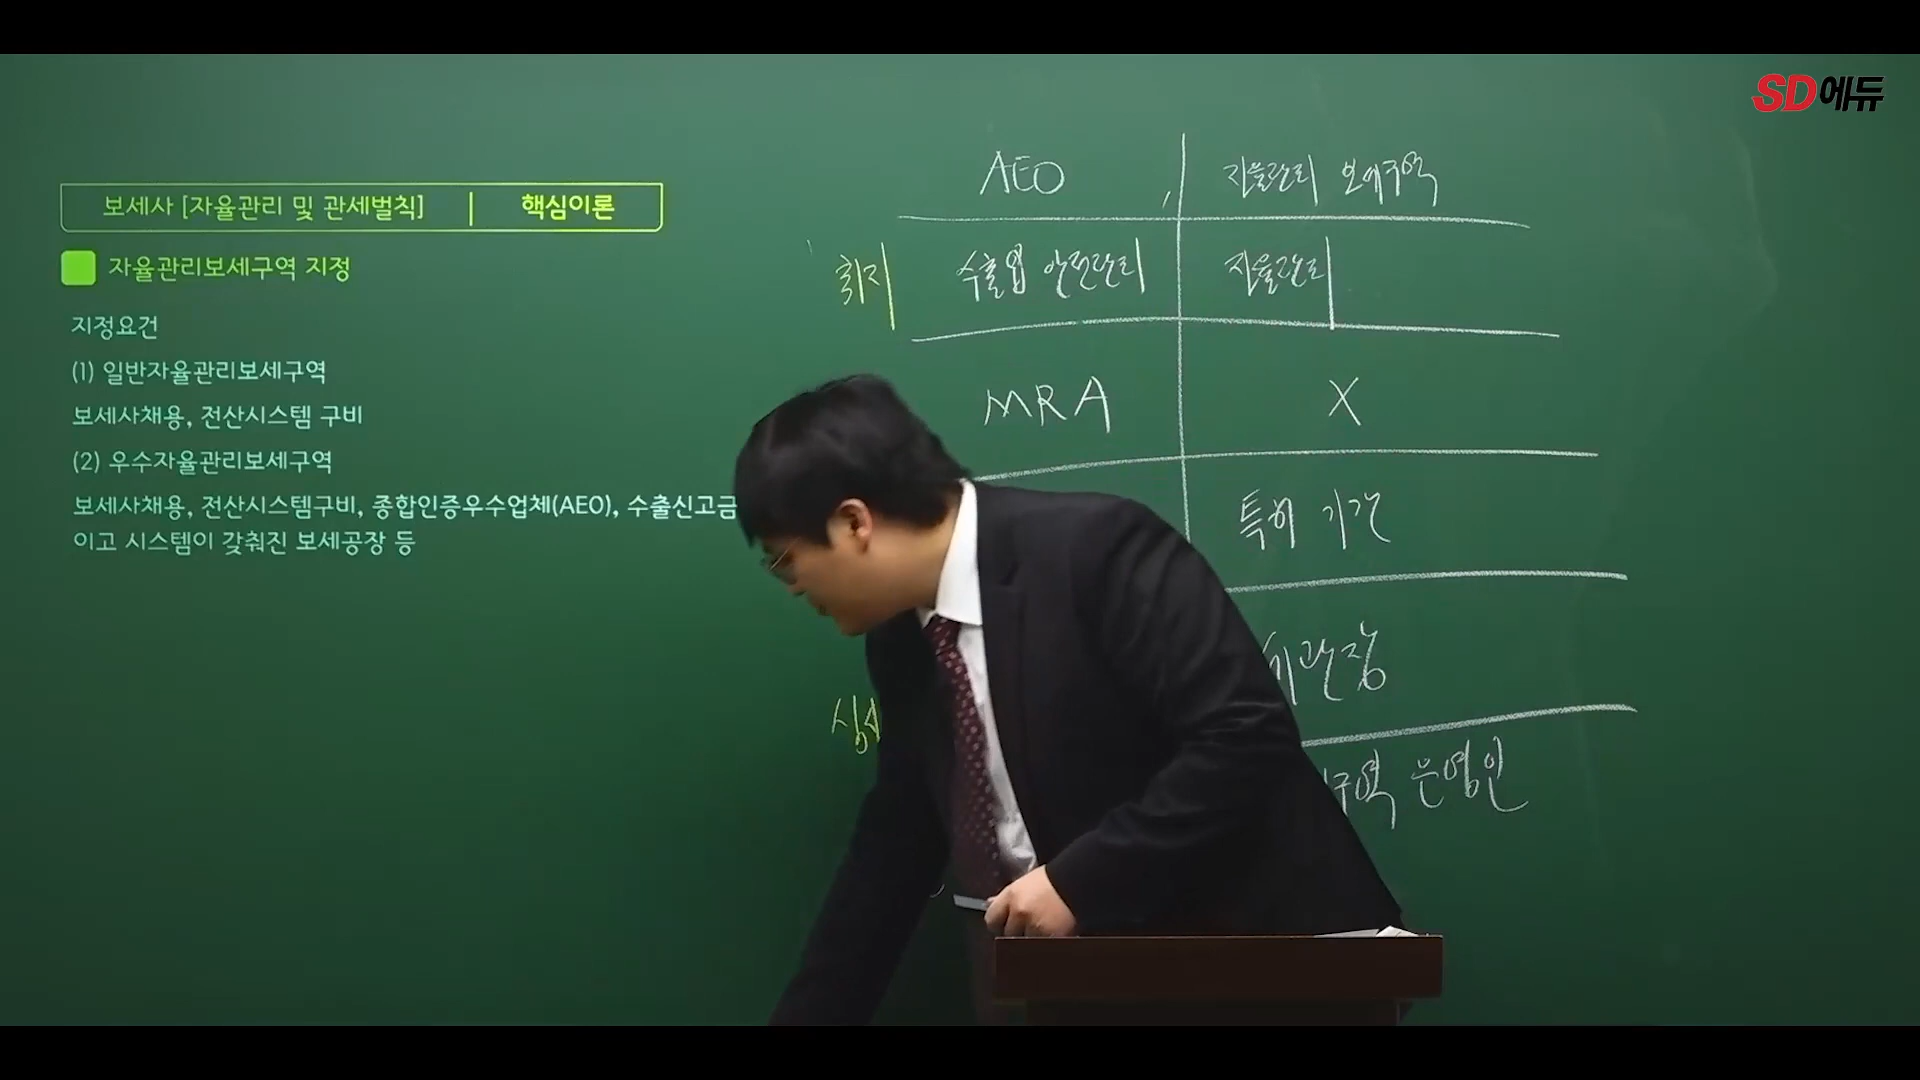 SD에듀
보세사 [자율관리 및 관세벌칙] | 핵심이론
자율관리보세구역 지정
지정요건
(1) 일반자율관리보세구역
보세사채용, 전산시스템 구비
(2) 우수자율관리보세구역
보세사채용, 전산시스템구비, 종합인증우수업체(AEO), 수출신고금
이고 시스템이 갖춰진 보세공장 등
AEO 자율관리 보세구역
취지 수출입 안전관리 자율관리
MRA X
특허 기간
세관장
구역 운영인